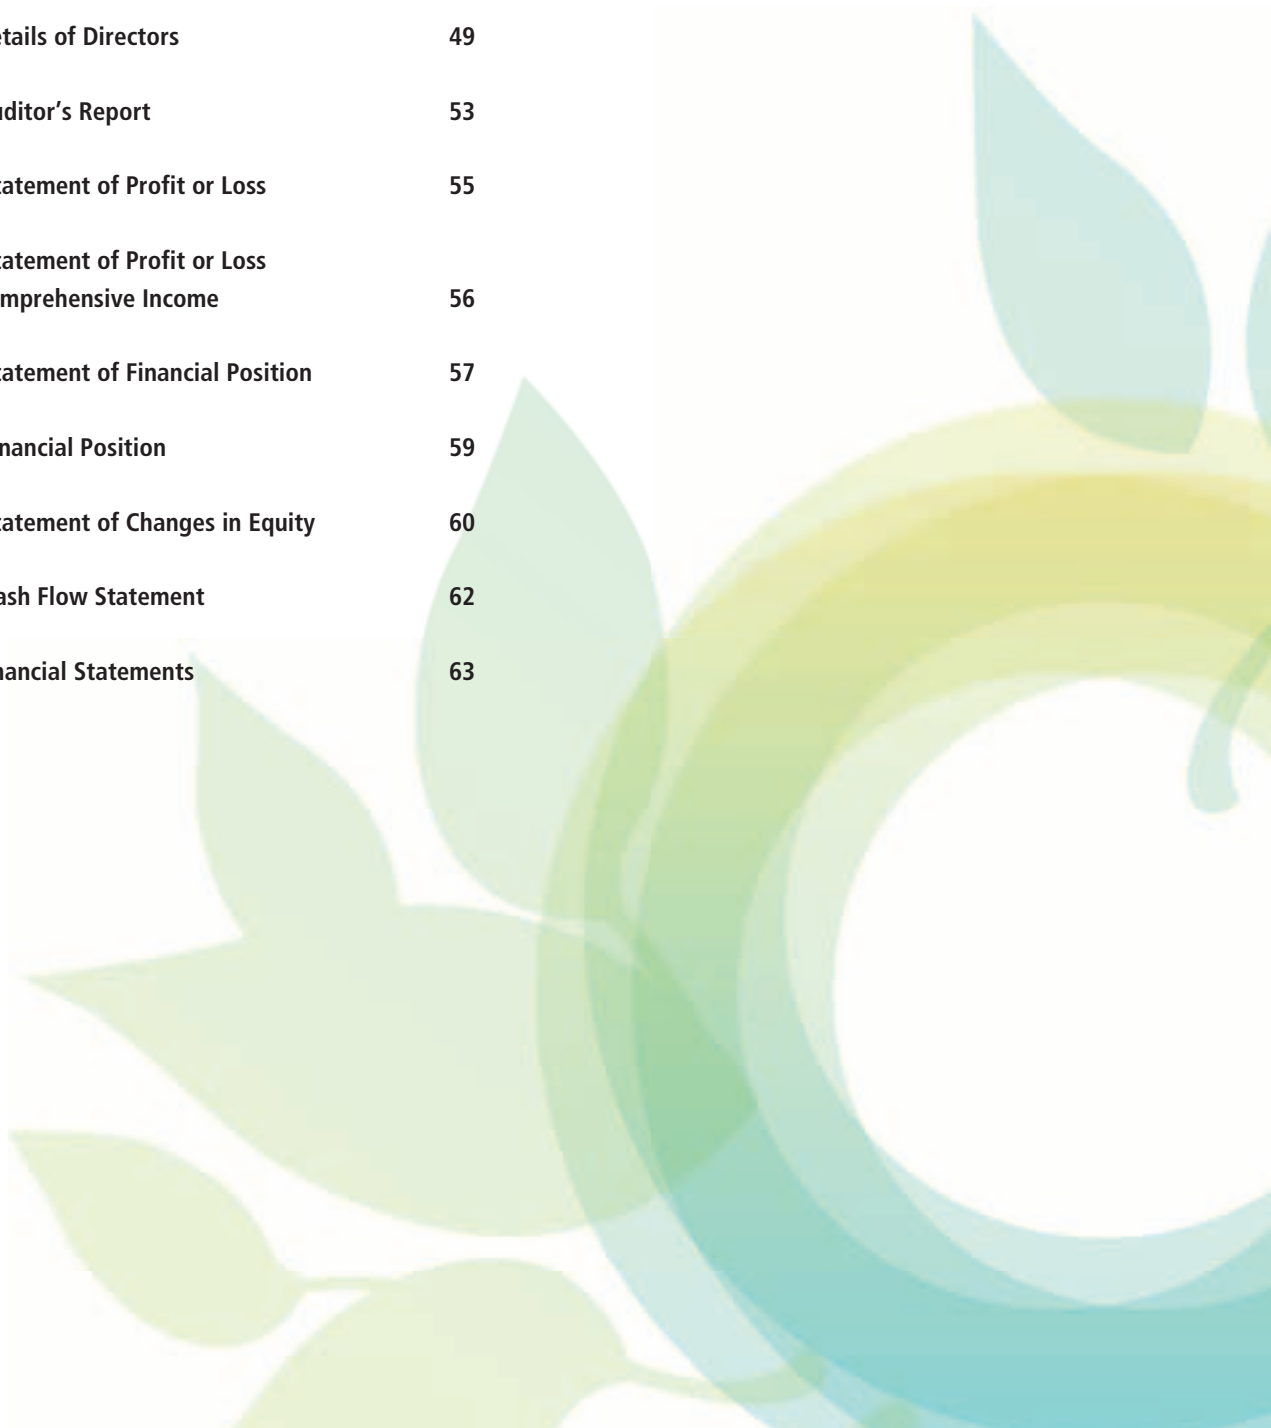 etails of Directors 49
uditor's Report 53
tatement of Profit or Loss 55
tatement of Profit or Loss
mprehensive Income 56
tatement of Financial Position 57
nancial Position 59
tatement of Changes in Equity 60
ash Flow Statement 62
nancial Statements 63